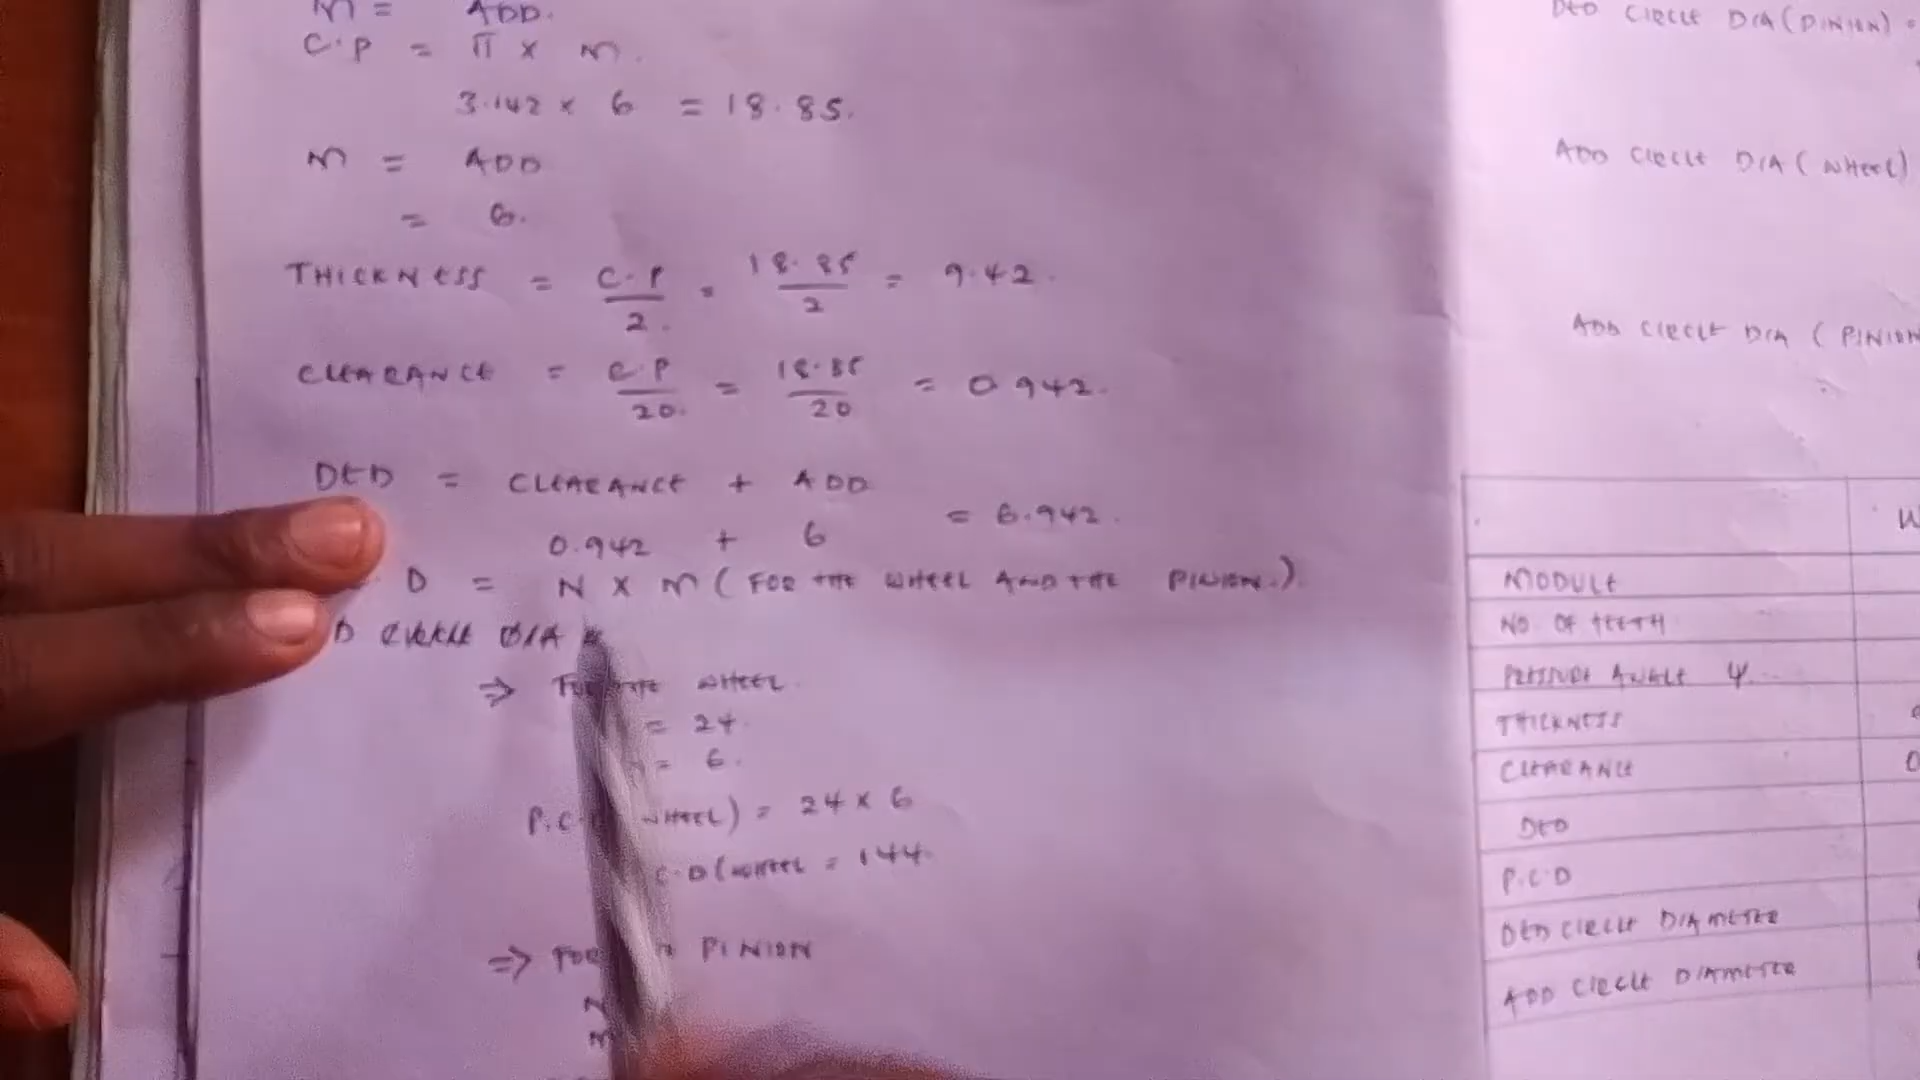 M = ADD.
C.P = π x m.
3.142 x 6 = 18.85.
M = ADD
= 6.
THICKNESS = C.P/2. = 18.85/2 = 9.42.
CLEARANCE = C.P/20. = 18.85/20 = 0.942.
DED = CLEARANCE + ADD
0.942 + 6 = 6.942.
D = N x M (FOR THE WHEEL AND THE PINION.)
DIA
⇒ THE WHEEL.
= 24.
= 6.
P.C WHEEL) = 24 x 6
C.D (WHEEL = 144.
⇒ FOR PINION
N
M
DED CIRCLE DIA (PINION) =
ADD CIRCLE DIA (WHEEL)
ADD CIRCLE DIA (PINION
MODULE
NO OF TEETH
PRESSURE ANGLE ψ...
THICKNESS
CLEARANCE
DED
P.C.D
DED CIRCLE DIAMETER
ADD CIRCLE DIAMETER